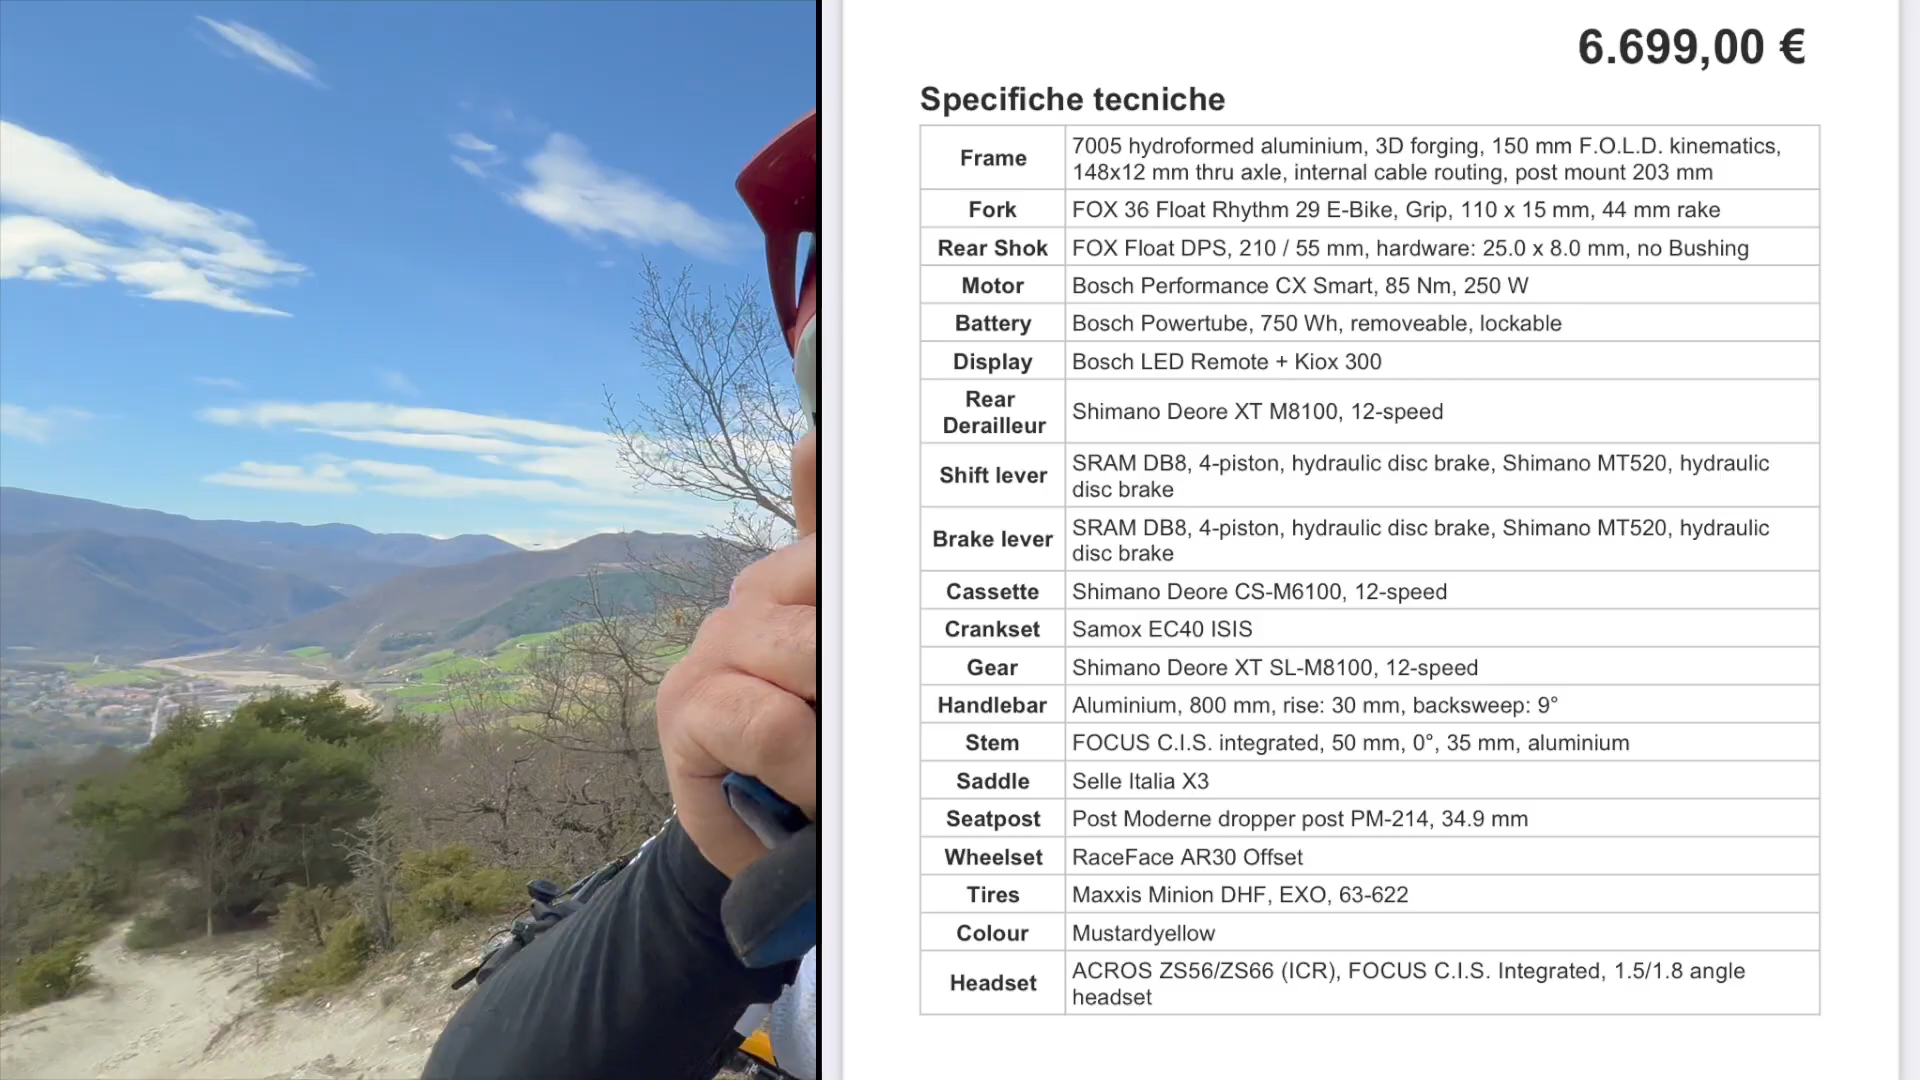 6.699,00 €
Specifiche tecniche
Frame
7005 hydroformed aluminium, 3D forging, 150 mm F.O.L.D. kinematics,
148x12 mm thru axle, internal cable routing, post mount 203 mm
Fork
FOX 36 Float Rhythm 29 E-Bike, Grip, 110 x 15 mm, 44 mm rake
Rear Shok
FOX Float DPS, 210 / 55 mm, hardware: 25.0 x 8.0 mm, no Bushing
Motor
Bosch Performance CX Smart, 85 Nm, 250 W
Battery
Bosch Powertube, 750 Wh, removeable, lockable
Display
Bosch LED Remote + Kiox 300
Rear
Derailleur
Shimano Deore XT M8100, 12-speed
Shift lever
SRAM DB8, 4-piston, hydraulic disc brake, Shimano MT520, hydraulic
disc brake
Brake lever
SRAM DB8, 4-piston, hydraulic disc brake, Shimano MT520, hydraulic
disc brake
Cassette
Shimano Deore CS-M6100, 12-speed
Crankset
Samox EC40 ISIS
Gear
Shimano Deore XT SL-M8100, 12-speed
Handlebar
Aluminium, 800 mm, rise: 30 mm, backsweep: 9°
Stem
FOCUS C.I.S. integrated, 50 mm, 0°, 35 mm, aluminium
Saddle
Selle Italia X3
Seatpost
Post Moderne dropper post PM-214, 34.9 mm
Wheelset
RaceFace AR30 Offset
Tires
Maxxis Minion DHF, EXO, 63-622
Colour
Mustardyellow
Headset
ACROS ZS56/ZS66 (ICR), FOCUS C.I.S. Integrated, 1.5/1.8 angle
headset